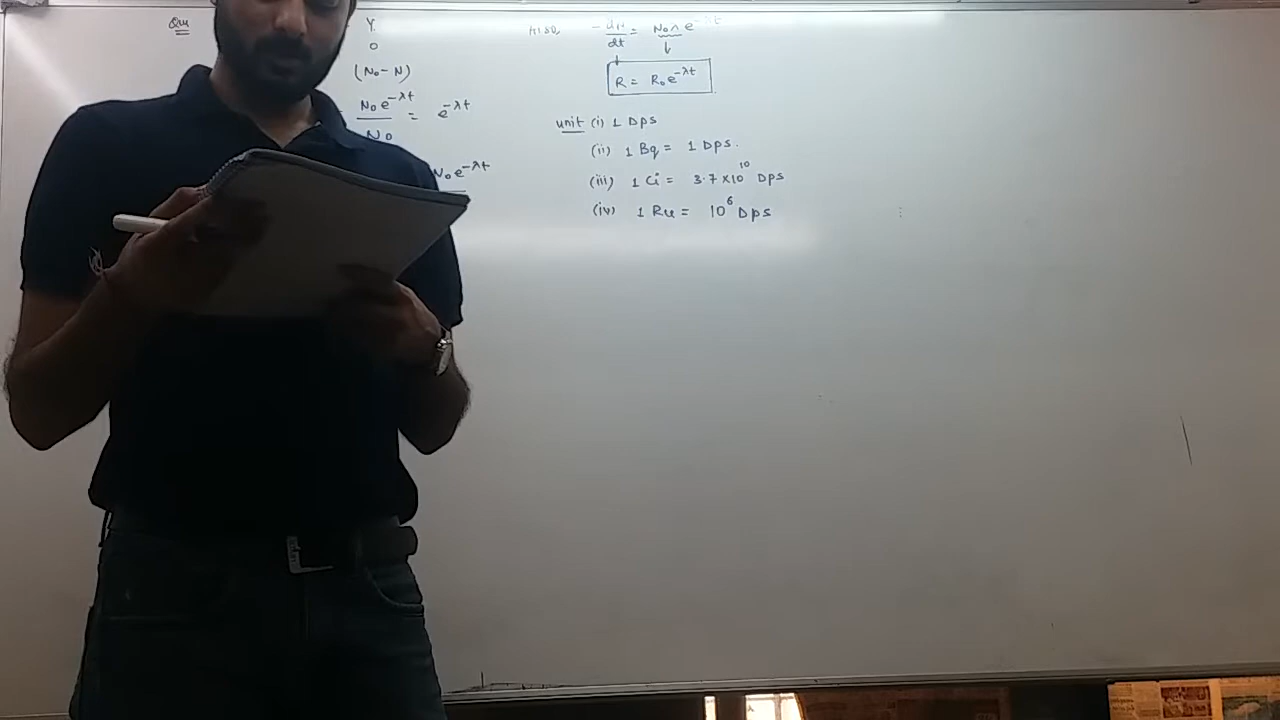 Qu Y
0
(N₀-N)
N₀e^-λt / N₀ = e^-λt
N₀e^-λt
Also, -dN/dt = N₀λ e^-λt
R = R₀e^-λt
unit (i) 1 Dps
(ii) 1 Bq = 1 Dps.
(iii) 1 Ci = 3.7×10^10 Dps
(iv) 1 Ru = 10^6 Dps